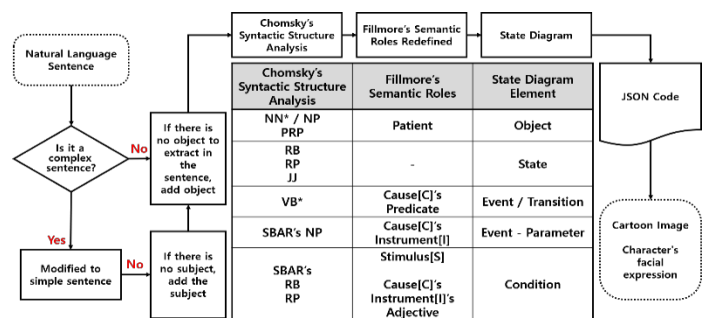 Natural Language
Sentence
Is it a
complex
sentence?
No
Yes
Modified to
simple sentence
No
If there is
no object to
extract in
the
sentence,
add object
If there is
no subject,
add the
subject
Chomsky's
Syntactic Structure
Analysis
Fillmore's Semantic
Roles Redefined
State Diagram
Chomsky's
Syntactic Structure
Analysis
Fillmore's
Semantic Roles
State Diagram
Element
NN* / NP
PRP
Patient
Object
RB
RP
JJ
-
State
VB*
Cause[C]'s
Predicate
Event / Transition
SBAR's NP
Cause[C]'s
Instrument[I]
Event - Parameter
SBAR's
RB
RP
Stimulus[S]
Cause[C]'s
Instrument[I]'s
Adjective
Condition
JSON Code
Cartoon Image
Character's
facial
expression